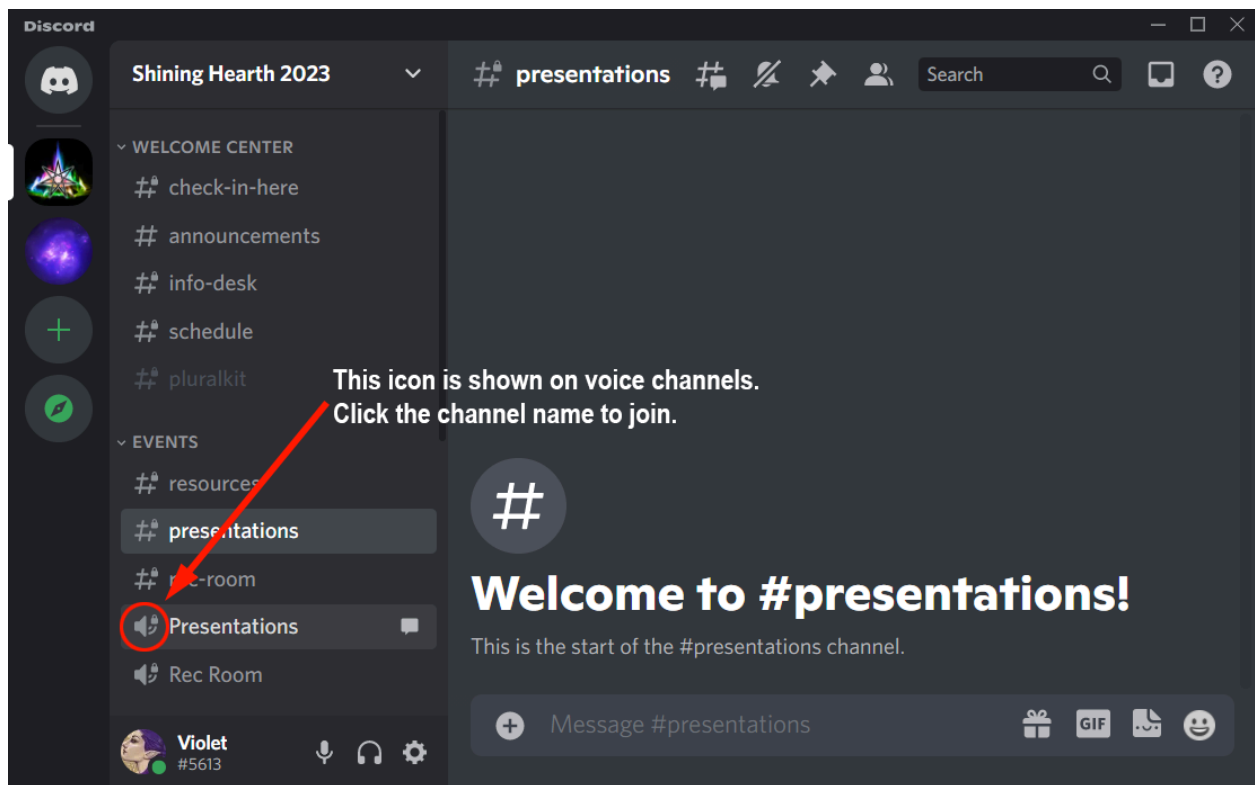 Discord
Shining Hearth 2023
presentations
Search
WELCOME CENTER
check-in-here
announcements
info-desk
schedule
pluralkit
This icon is shown on voice channels.
Click the channel name to join.
EVENTS
resources
presentations
rec-room
Presentations
Rec Room
Welcome to #presentations!
This is the start of the #presentations channel.
Message #presentations
GIF
Violet
#5613